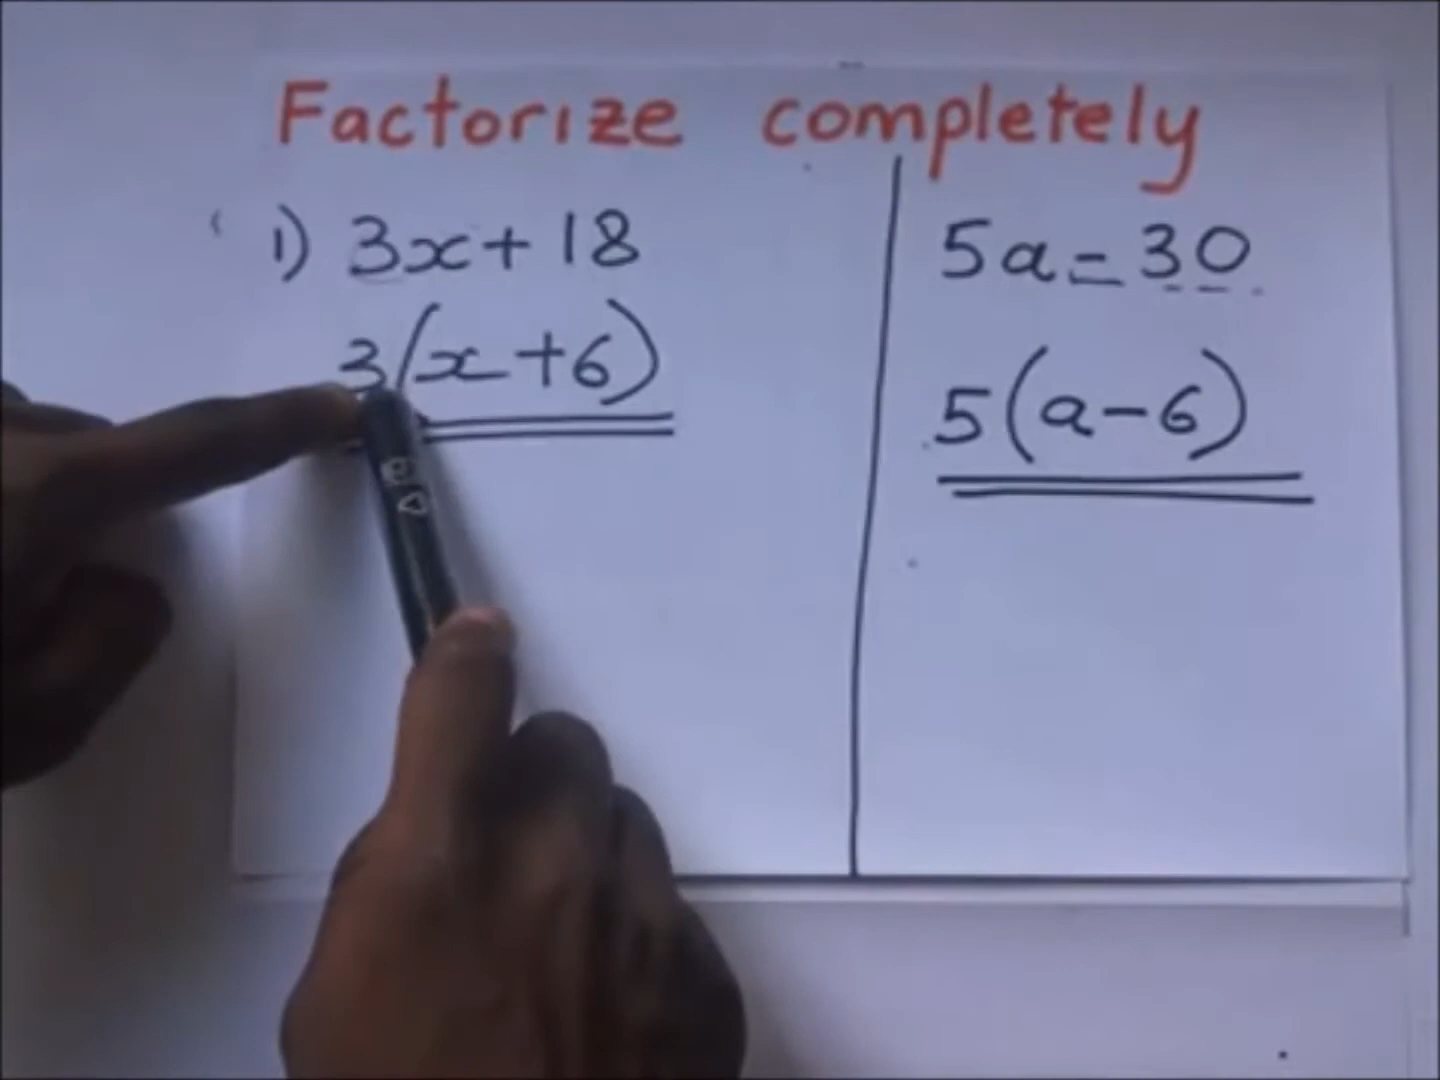 Factorize completely
1) 3x + 18
3(x + 6)
5a = 30
5(a - 6)